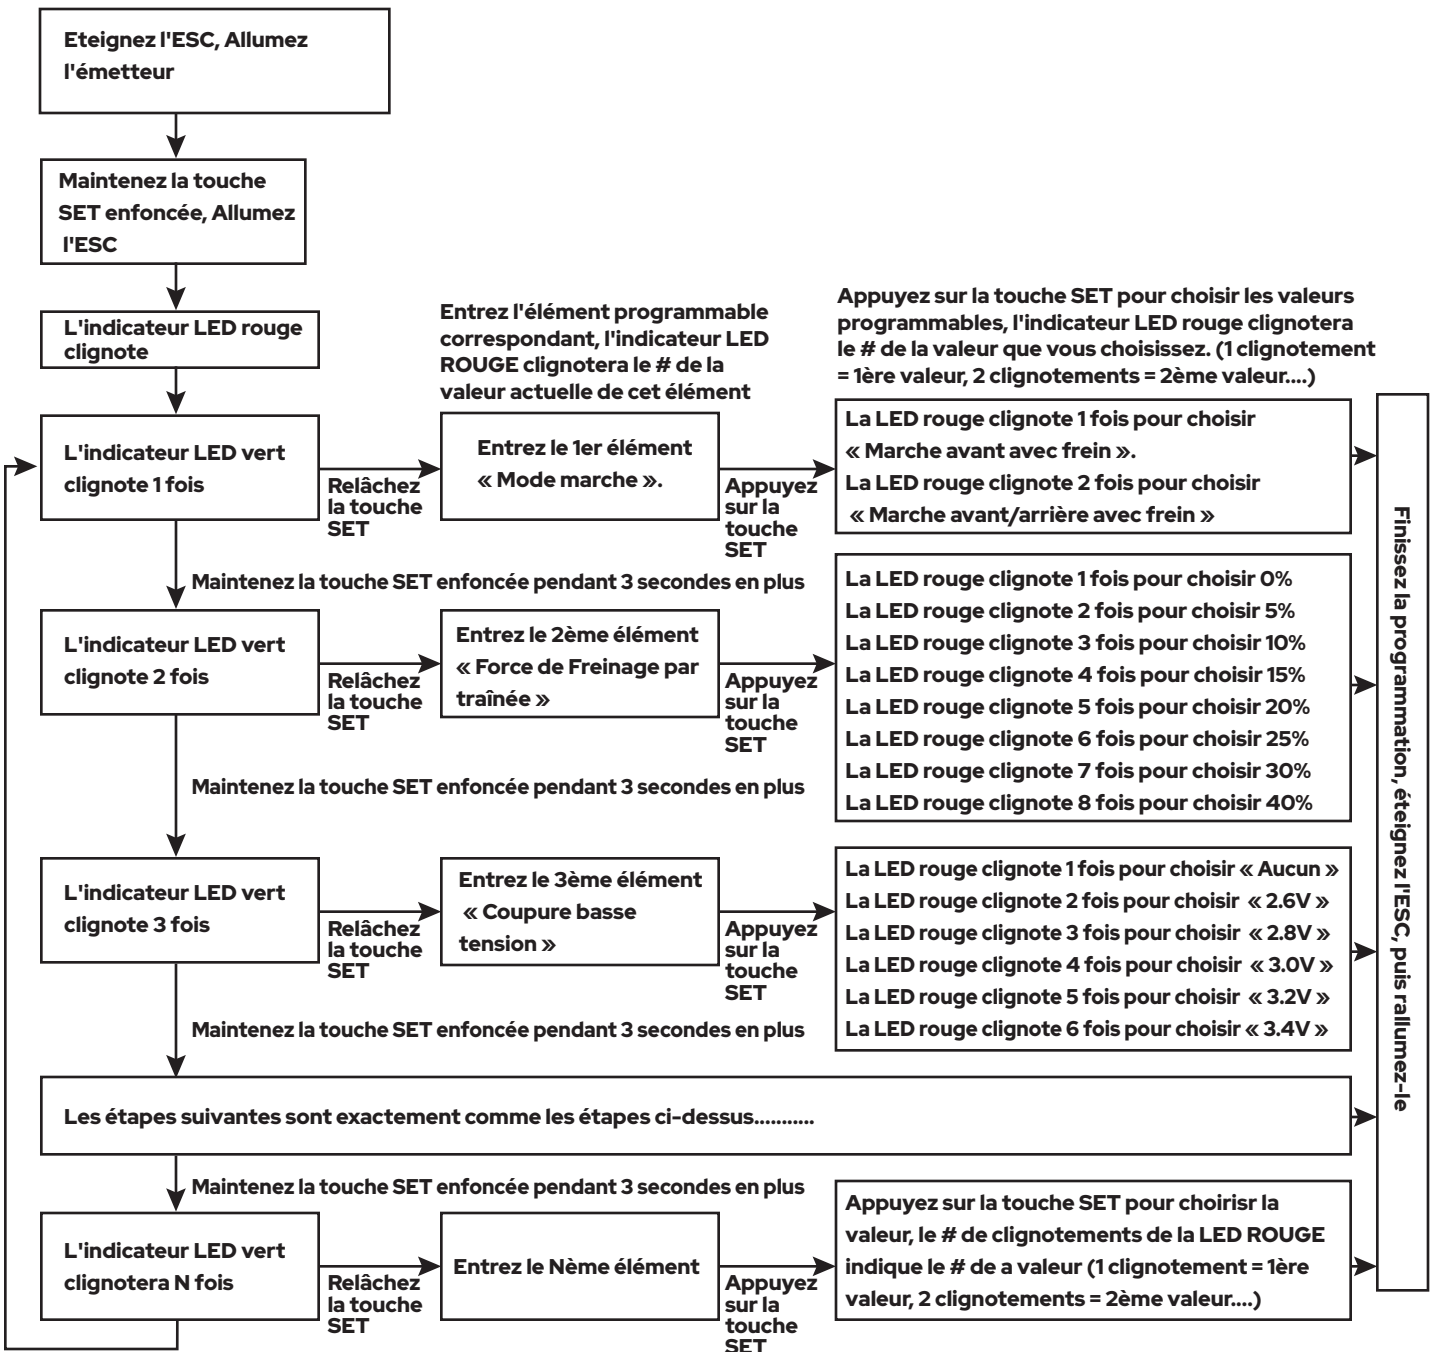 Eteignez l'ESC, Allumez
l'émetteur
Maintenez la touche
SET enfoncée, Allumez
l'ESC
L'indicateur LED rouge
clignote
Entrez l'élément programmable
correspondant, l'indicateur LED
ROUGE clignotera le # de la
valeur actuelle de cet élément
Appuyez sur la touche SET pour choisir les valeurs
programmables, l'indicateur LED rouge clignotera
le # de la valeur que vous choisissez. (1 clignotement
= 1ère valeur, 2 clignotements = 2ème valeur....)
L'indicateur LED vert
clignote 1 fois
Relâchez
la touche
SET
Entrez le 1er élément
« Mode marche ».
Appuyez
sur la
touche
SET
La LED rouge clignote 1 fois pour choisir
« Marche avant avec frein ».
La LED rouge clignote 2 fois pour choisir
« Marche avant/arrière avec frein »
Maintenez la touche SET enfoncée pendant 3 secondes en plus
L'indicateur LED vert
clignote 2 fois
Relâchez
la touche
SET
Entrez le 2ème élément
« Force de Freinage par
traînée »
Appuyez
sur la
touche
SET
La LED rouge clignote 1 fois pour choisir 0%
La LED rouge clignote 2 fois pour choisir 5%
La LED rouge clignote 3 fois pour choisir 10%
La LED rouge clignote 4 fois pour choisir 15%
La LED rouge clignote 5 fois pour choisir 20%
La LED rouge clignote 6 fois pour choisir 25%
La LED rouge clignote 7 fois pour choisir 30%
La LED rouge clignote 8 fois pour choisir 40%
Maintenez la touche SET enfoncée pendant 3 secondes en plus
L'indicateur LED vert
clignote 3 fois
Relâchez
la touche
SET
Entrez le 3ème élément
« Coupure basse
tension »
Appuyez
sur la
touche
SET
La LED rouge clignote 1 fois pour choisir « Aucun »
La LED rouge clignote 2 fois pour choisir « 2.6V »
La LED rouge clignote 3 fois pour choisir « 2.8V »
La LED rouge clignote 4 fois pour choisir « 3.0V »
La LED rouge clignote 5 fois pour choisir « 3.2V »
La LED rouge clignote 6 fois pour choisir « 3.4V »
Maintenez la touche SET enfoncée pendant 3 secondes en plus
Les étapes suivantes sont exactement comme les étapes ci-dessus...........
Maintenez la touche SET enfoncée pendant 3 secondes en plus
L'indicateur LED vert
clignotera N fois
Relâchez
la touche
SET
Entrez le Nème élément
Appuyez
sur la
touche
SET
Appuyez sur la touche SET pour choirisr la
valeur, le # de clignotements de la LED ROUGE
indique le # de a valeur (1 clignotement = 1ère
valeur, 2 clignotements = 2ème valeur....)
Finissez la programmation, éteignez l'ESC, puis rallumez-le